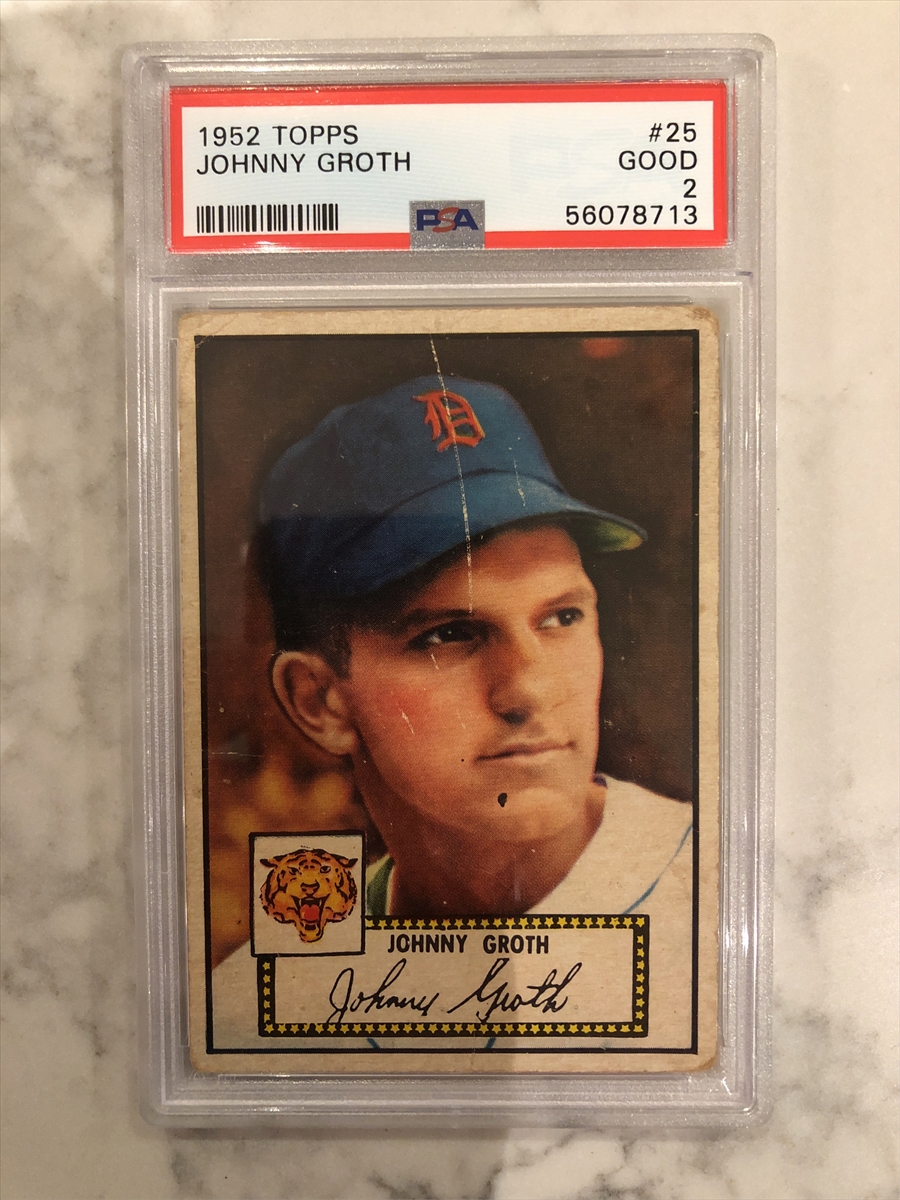 1952 TOPPS #25
JOHNNY GROTH GOOD
2
PSA 56078713
D
JOHNNY GROTH
Johnny Groth